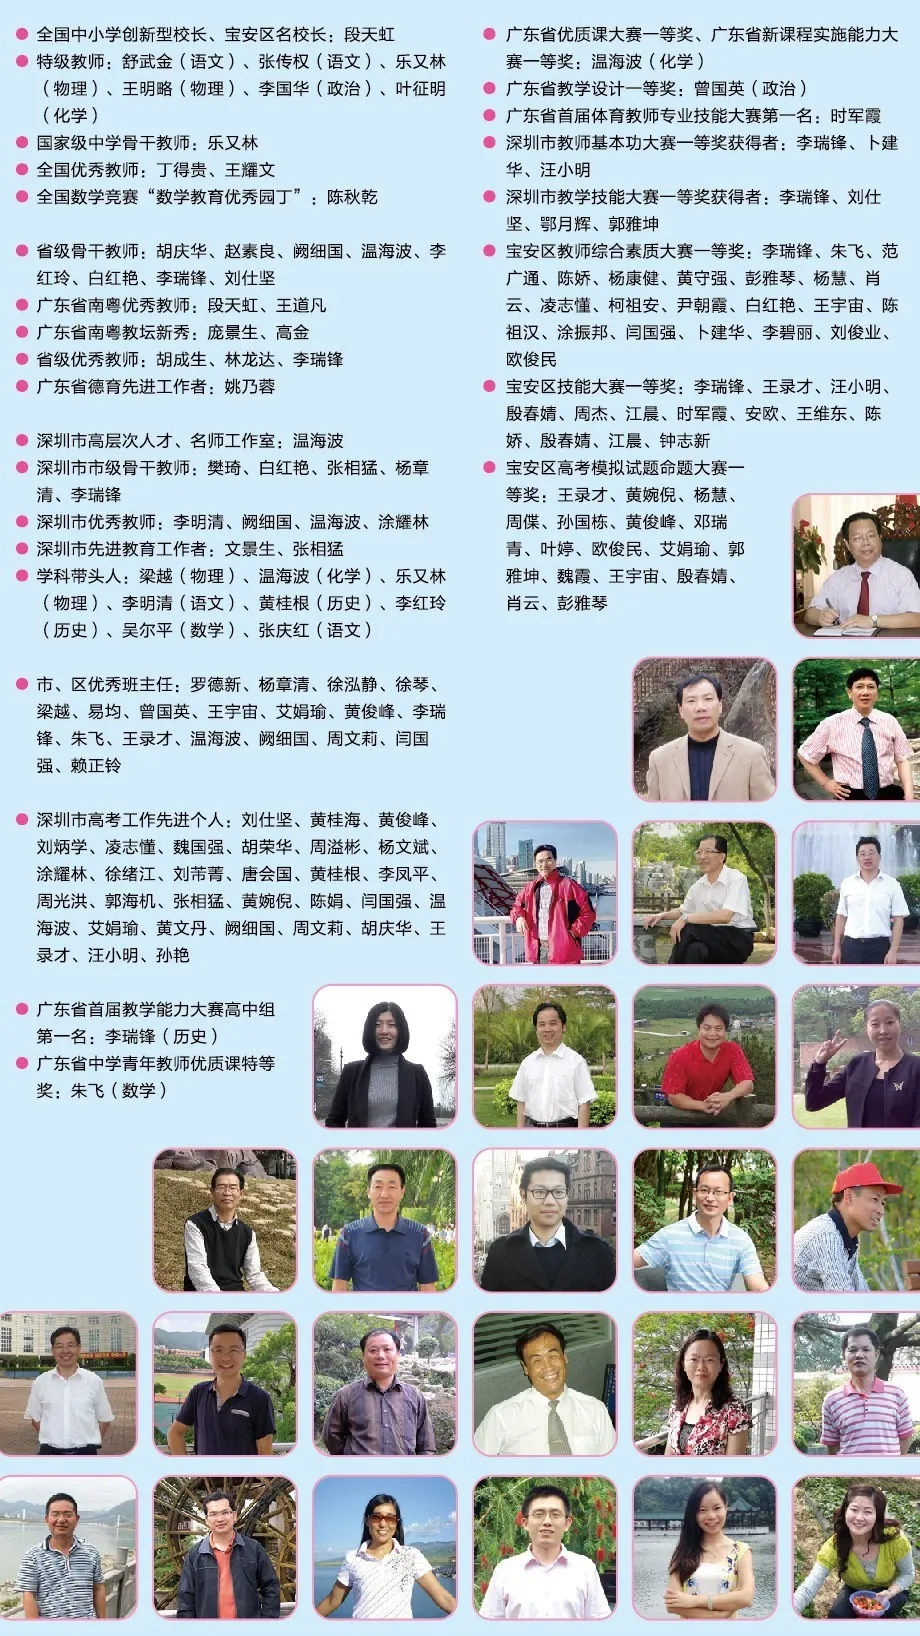 全国中小学创新型校长、宝安区名校长：段天虹
特级教师：舒武金（语文）、张传权（语文）、乐又林
（物理）、王明略（物理）、李国华（政治）、叶征明
（化学）
国家级中学骨干教师：乐又林
全国优秀教师：丁得贵、王耀文
全国数学竞赛“数学教育优秀园丁”：陈秋乾
省级骨干教师：胡庆华、赵素良、阙细国、温海波、李
红玲、白红艳、李瑞锋、刘仕坚
广东省南粤优秀教师：段天虹、王道凡
广东省南粤教坛新秀：庞景生、高金
省级优秀教师：胡成生、林龙达、李瑞锋
广东省德育先进工作者：姚乃蓉
深圳市高层次人才、名师工作室：温海波
深圳市市级骨干教师：樊琦、白红艳、张相猛、杨章
清、李瑞锋
深圳市优秀教师：李明清、阙细国、温海波、涂耀林
深圳市先进教育工作者：文景生、张相猛
学科带头人：梁越（物理）、温海波（化学）、乐又林
（物理）、李明清（语文）、黄桂根（历史）、李红玲
（历史）、吴尔平（数学）、张庆红（语文）
市、区优秀班主任：罗德新、杨章清、徐泓静、徐琴、
梁越、易均、曾国英、王宇宙、艾娟瑜、黄俊峰、李瑞
锋、朱飞、王录才、温海波、阙细国、周文莉、闫国
强、赖正铃
深圳市高考工作先进个人：刘仕坚、黄桂海、黄俊峰、
刘炳学、凌志懂、魏国强、胡荣华、周溢彬、杨文斌、
涂耀林、徐绪江、刘芾菁、唐会国、黄桂根、李凤平、
周光洪、郭海机、张相猛、黄婉倪、陈娟、闫国强、温
海波、艾娟瑜、黄文丹、阙细国、周文莉、胡庆华、王
录才、汪小明、孙艳
广东省首届教学能力大赛高中组
第一名：李瑞锋（历史）
广东省中学青年教师优质课特等
奖：朱飞（数学）
广东省优质课大赛一等奖、广东省新课程实施能力大
赛一等奖：温海波（化学）
广东省教学设计一等奖：曾国英（政治）
广东省首届体育教师专业技能大赛第一名：时军霞
深圳市教师基本功大赛一等奖获得者：李瑞锋、卜建
华、汪小明
深圳市教学技能大赛一等奖获得者：李瑞锋、刘仕
坚、鄂月辉、郭雅坤
宝安区教师综合素质大赛一等奖：李瑞锋、朱飞、范
广通、陈娇、杨康健、黄守强、彭雅琴、杨慧、肖
云、凌志懂、柯祖安、尹朝霞、白红艳、王宇宙、陈
祖汉、涂振邦、闫国强、卜建华、李碧丽、刘俊业、
欧俊民
宝安区技能大赛一等奖：李瑞锋、王录才、汪小明、
殷春婧、周杰、江晨、时军霞、安欧、王维东、陈
娇、殷春婧、江晨、钟志新
宝安区高考模拟试题命题大赛一
等奖：王录才、黄婉倪、杨慧、
周偞、孙国栋、黄俊峰、邓瑞
青、叶婷、欧俊民、艾娟瑜、郭
雅坤、魏霞、王宇宙、殷春婧、
肖云、彭雅琴